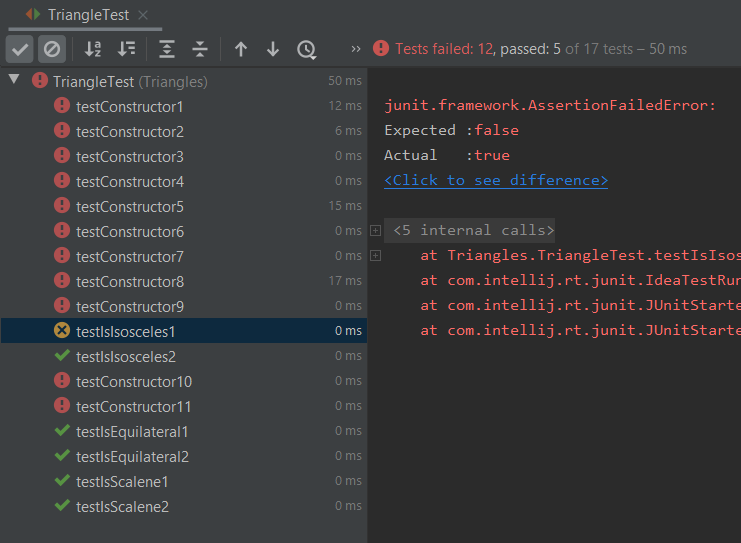 TriangleTest
Tests failed: 12, passed: 5 of 17 tests – 50 ms
TriangleTest (Triangles) 50 ms
testConstructor1 12 ms
testConstructor2 6 ms
testConstructor3 0 ms
testConstructor4 0 ms
testConstructor5 15 ms
testConstructor6 0 ms
testConstructor7 0 ms
testConstructor8 17 ms
testConstructor9 0 ms
testIsIsosceles1 0 ms
testIsIsosceles2 0 ms
testConstructor10 0 ms
testConstructor11 0 ms
testIsEquilateral1 0 ms
testIsEquilateral2 0 ms
testIsScalene1 0 ms
testIsScalene2 0 ms
junit.framework.AssertionFailedError:
Expected :false
Actual :true
<Click to see difference>
<5 internal calls>
at Triangles.TriangleTest.testIsIsos
at com.intellij.rt.junit.IdeaTestRun
at com.intellij.rt.junit.JUnitStarte
at com.intellij.rt.junit.JUnitStarte